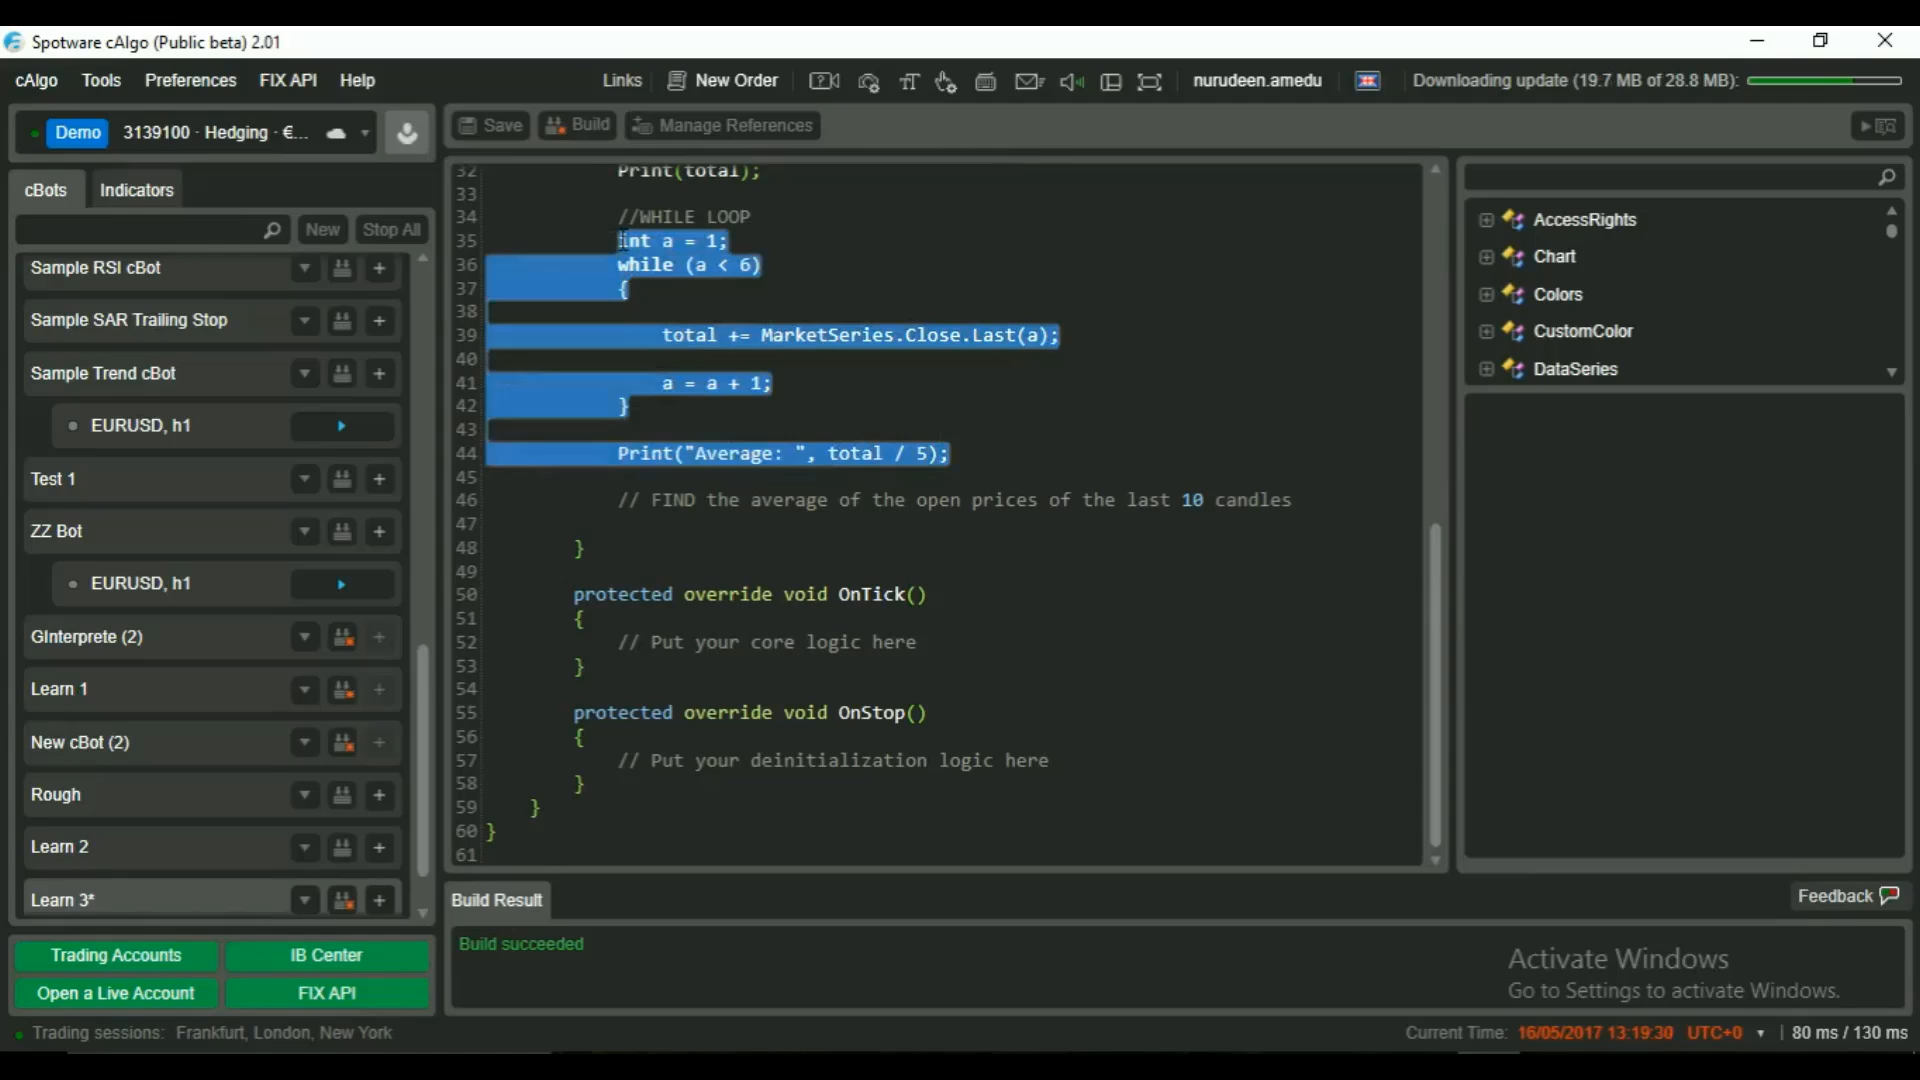 Spotware cAlgo (Public beta) 2.01
cAlgo Tools Preferences FIX API Help Links New Order nurudeen.amedu Downloading update (19.7 MB of 28.8 MB):
Demo 3139100 · Hedging · €...
Save Build Manage References
cBots Indicators
New Stop All
Sample RSI cBot
Sample SAR Trailing Stop
Sample Trend cBot
EURUSD, h1
Test 1
ZZ Bot
EURUSD, h1
GInterprete (2)
Learn 1
New cBot (2)
Rough
Learn 2
Learn 3*
Trading Accounts IB Center
Open a Live Account FIX API
32 Print(total);
33
34 //WHILE LOOP
35 int a = 1;
36 while (a < 6)
37 {
38
39 total += MarketSeries.Close.Last(a);
40
41 a = a + 1;
42 }
43
44 Print("Average: ", total / 5);
45
46 // FIND the average of the open prices of the last 10 candles
47
48 }
49
50 protected override void OnTick()
51 {
52 // Put your core logic here
53 }
54
55 protected override void OnStop()
56 {
57 // Put your deinitialization logic here
58 }
59 }
60 }
61
AccessRights
Chart
Colors
CustomColor
DataSeries
Build Result
Feedback
Build succeeded
Activate Windows
Go to Settings to activate Windows.
Trading sessions: Frankfurt, London, New York
Current Time: 16/05/2017 13:19:30 UTC+0 | 80 ms / 130 ms